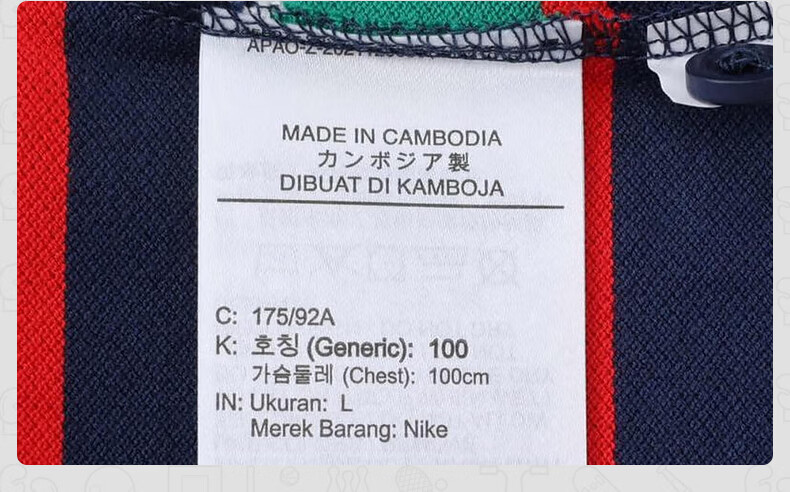 MADE IN CAMBODIA
カンボジア製
DIBUAT DI KAMBOJA
C: 175/92A
K: 호칭 (Generic): 100
가슴둘레 (Chest): 100cm
IN: Ukuran: L
Merek Barang: Nike